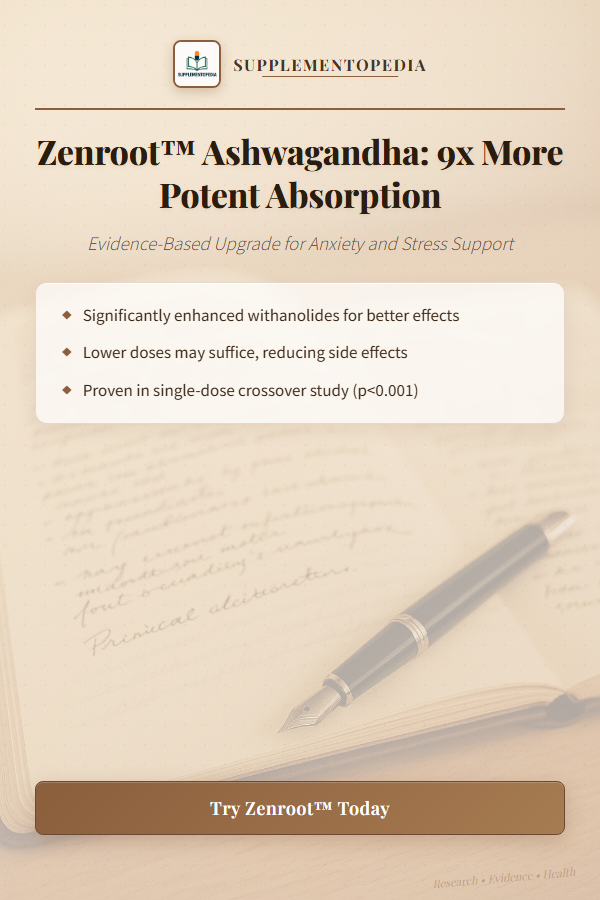 SUPPLEMENTOPEDIA
SUPPLEMENTOPEDIA
Zenroot™ Ashwagandha: 9x More
Potent Absorption
Evidence-Based Upgrade for Anxiety and Stress Support
Significantly enhanced withanolides for better effects
Lower doses may suffice, reducing side effects
Proven in single-dose crossover study (p<0.001)
Try Zenroot™ Today
Research • Evidence • Health